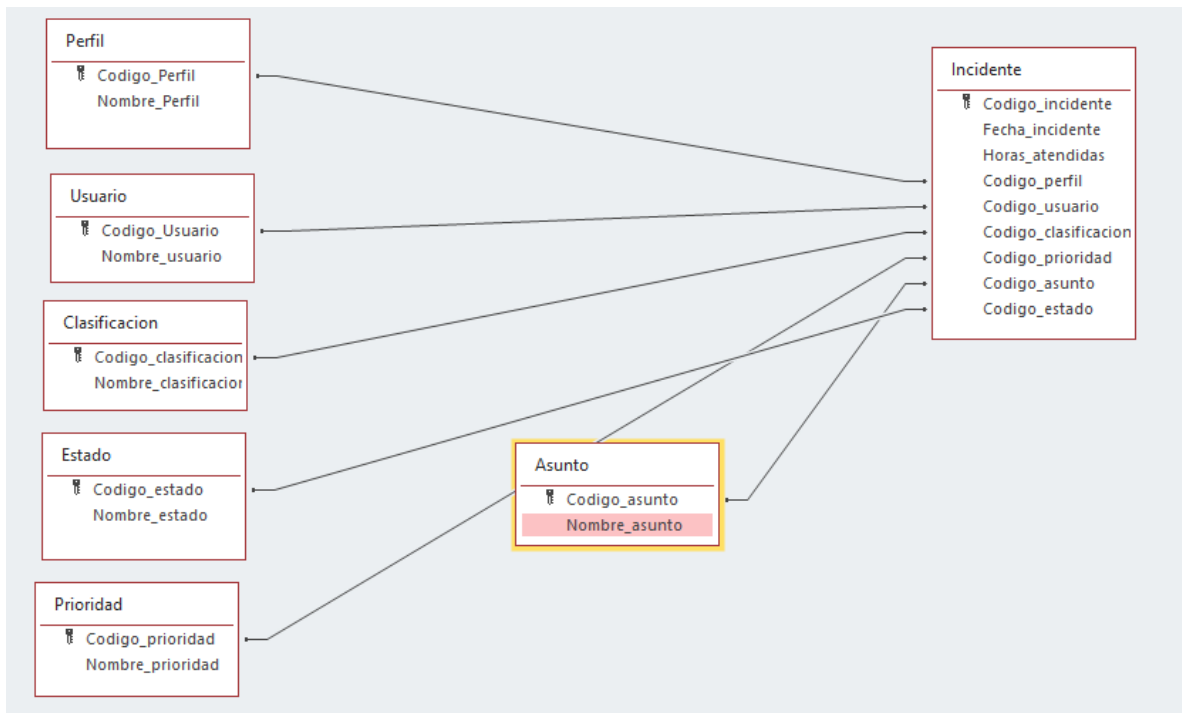 Perfil
Codigo_Perfil
Nombre_Perfil
Usuario
Codigo_Usuario
Nombre_usuario
Clasificacion
Codigo_clasificacion
Nombre_clasificacior
Estado
Codigo_estado
Nombre_estado
Prioridad
Codigo_prioridad
Nombre_prioridad
Asunto
Codigo_asunto
Nombre_asunto
Incidente
Codigo_incidente
Fecha_incidente
Horas_atendidas
Codigo_perfil
Codigo_usuario
Codigo_clasificacion
Codigo_prioridad
Codigo_asunto
Codigo_estado